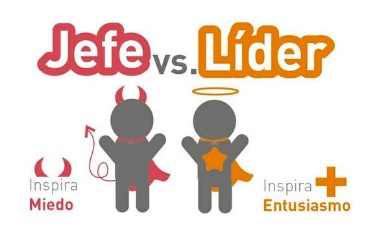 Jefe vs. Líder
Inspira
Miedo
Inspira
Entusiasmo